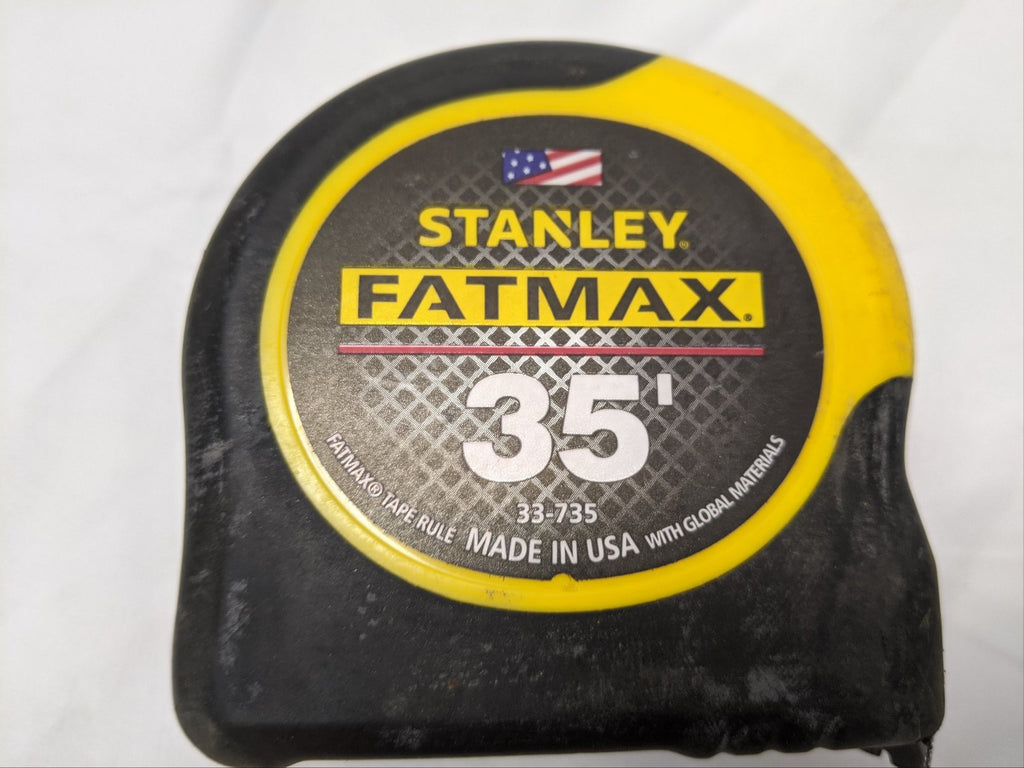 STANLEY®
FATMAX®
35'
33-735
FATMAX® TAPE RULE MADE IN USA WITH GLOBAL MATERIALS